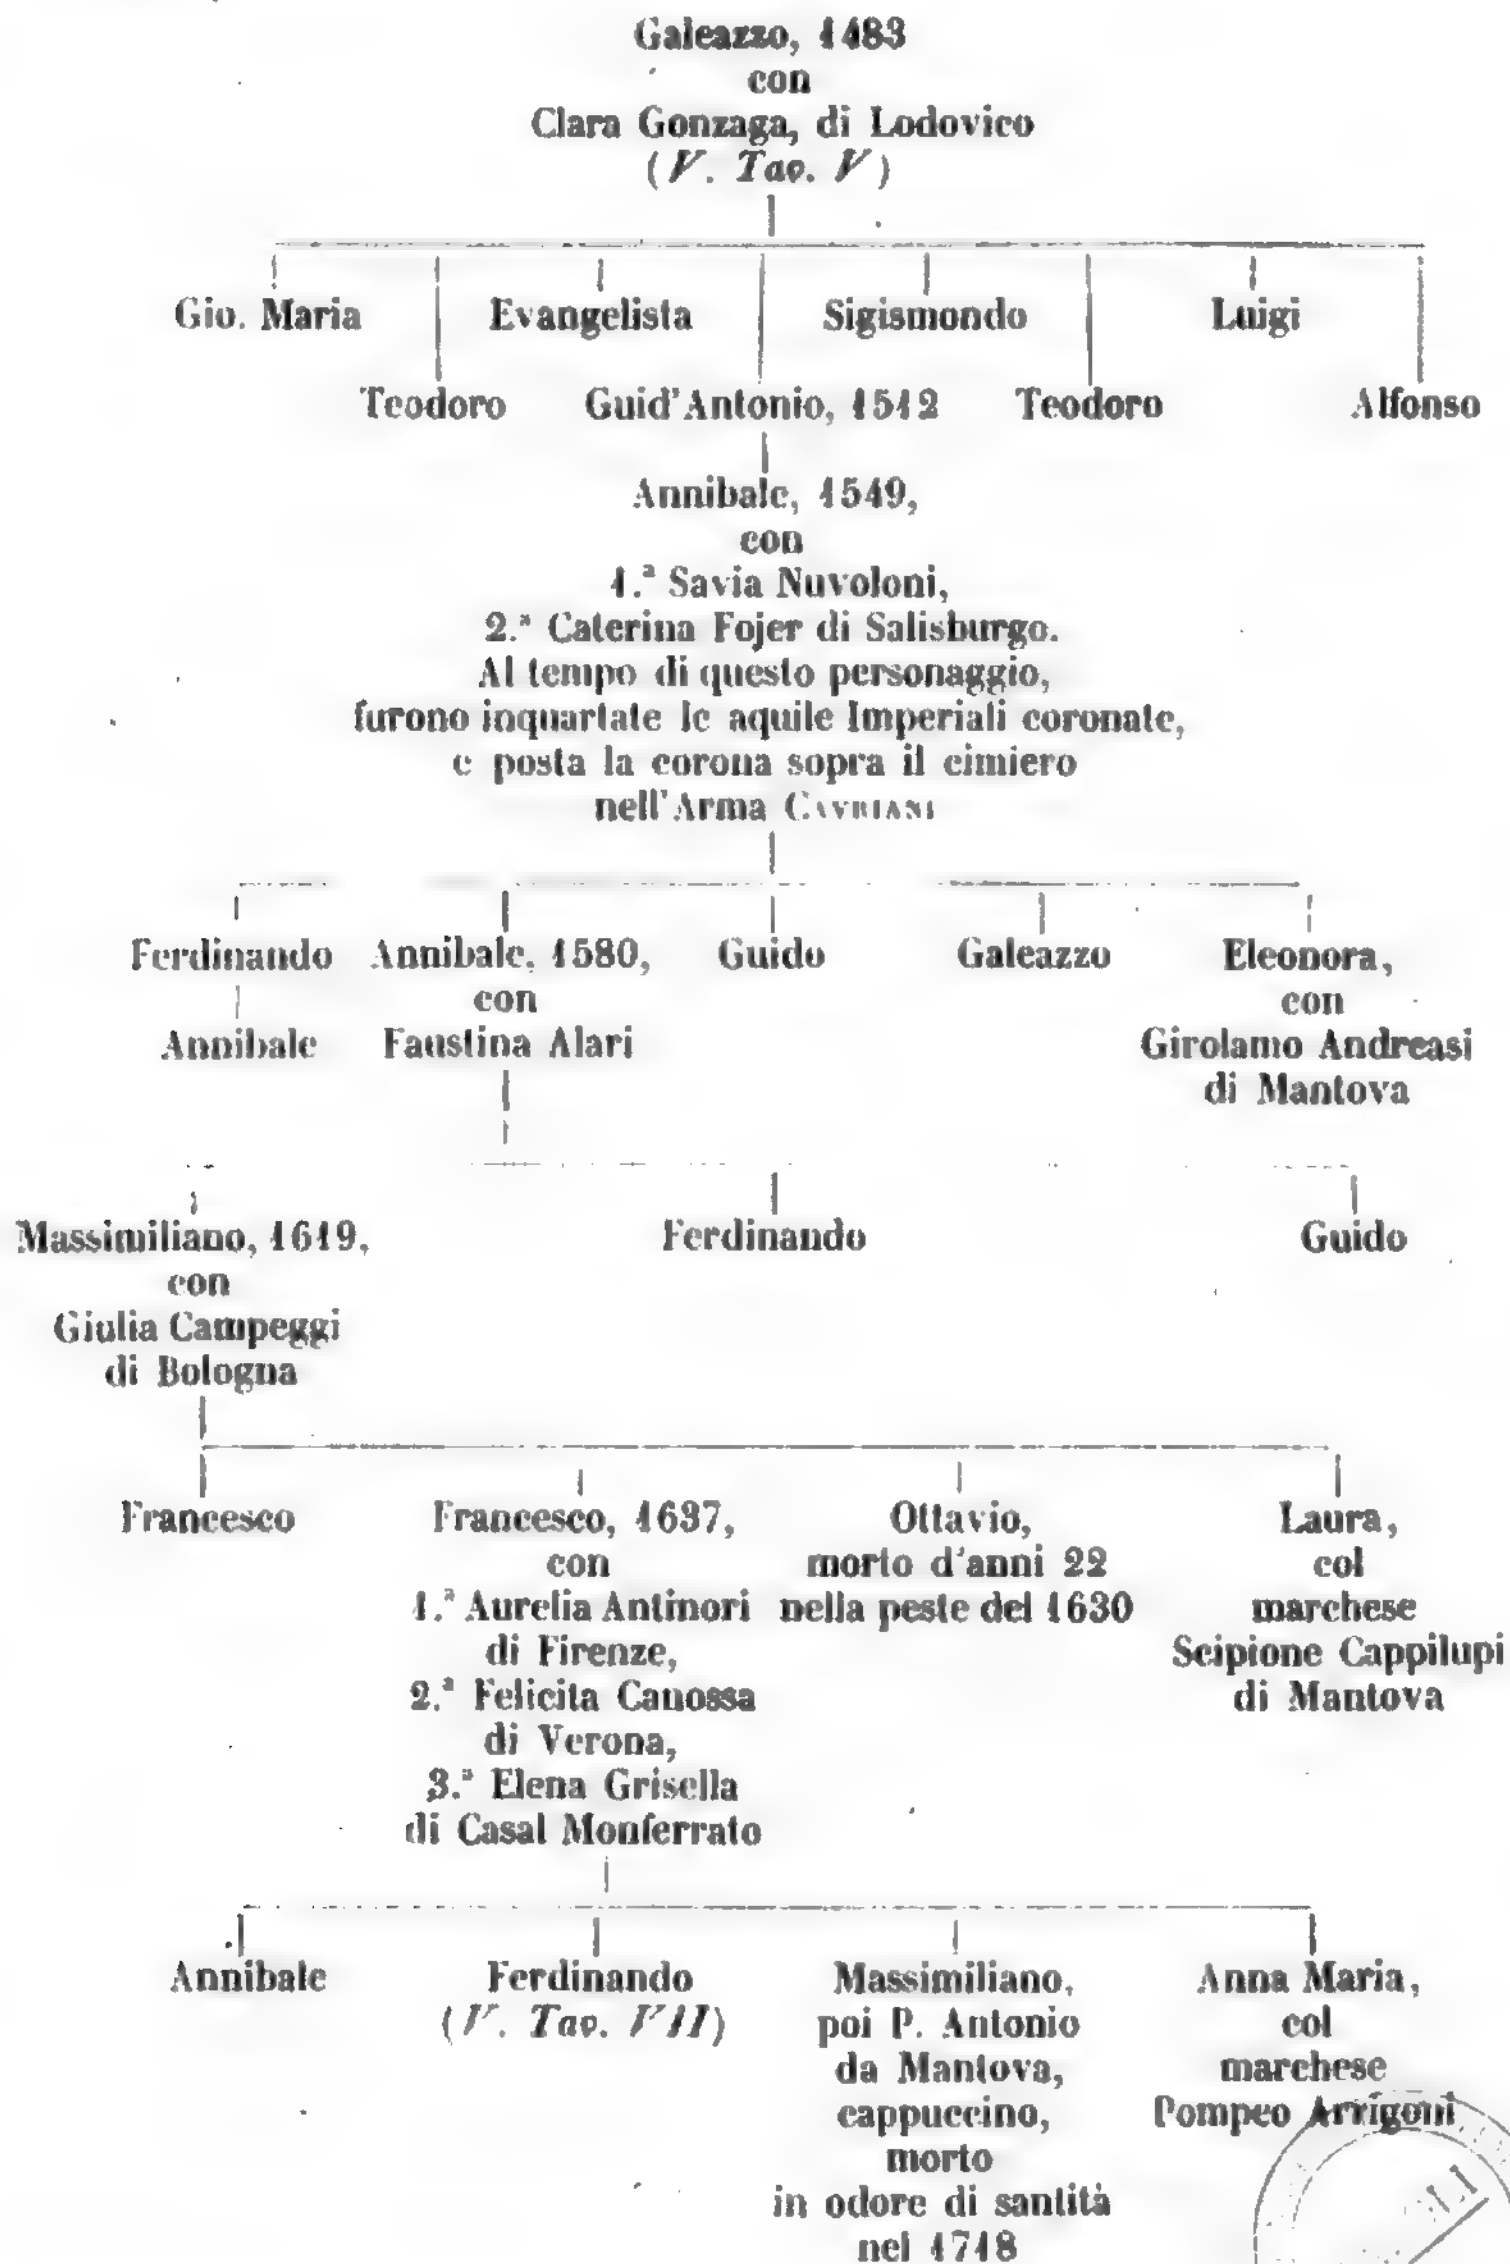 Galeazzo, 1483
con
Clara Gonzaga, di Lodovico
(V. Tav. V)
Gio. Maria Evangelista Sigismondo Luigi
Teodoro Guid'Antonio, 1512 Teodoro Alfonso
Annibale, 1549,
con
1.ª Savia Nuvoloni,
2.ª Caterina Fojer di Salisburgo.
Al tempo di questo personaggio,
furono inquartate le aquile Imperiali coronate,
e posta la corona sopra il cimiero
nell'Arma CAVRIANI
Ferdinando Annibale, 1580, Guido Galeazzo Eleonora,
con con
Annibale Faustina Alari Girolamo Andreasi
di Mantova
Massimiliano, 1619, Ferdinando Guido
con
Giulia Campeggi
di Bologna
Francesco Francesco, 1637, Ottavio, Laura,
con morto d'anni 22 col
1.ª Aurelia Antinori nella peste del 1630 marchese
di Firenze, Scipione Cappilupi
2.ª Felicita Canossa di Mantova
di Verona,
3.ª Elena Grisella
di Casal Monferrato
Annibale Ferdinando Massimiliano, Anna Maria,
(V. Tav. VII) poi P. Antonio col
da Mantova, marchese
cappuccino, Pompeo Arrigoni
morto
in odore di santità
nel 1718